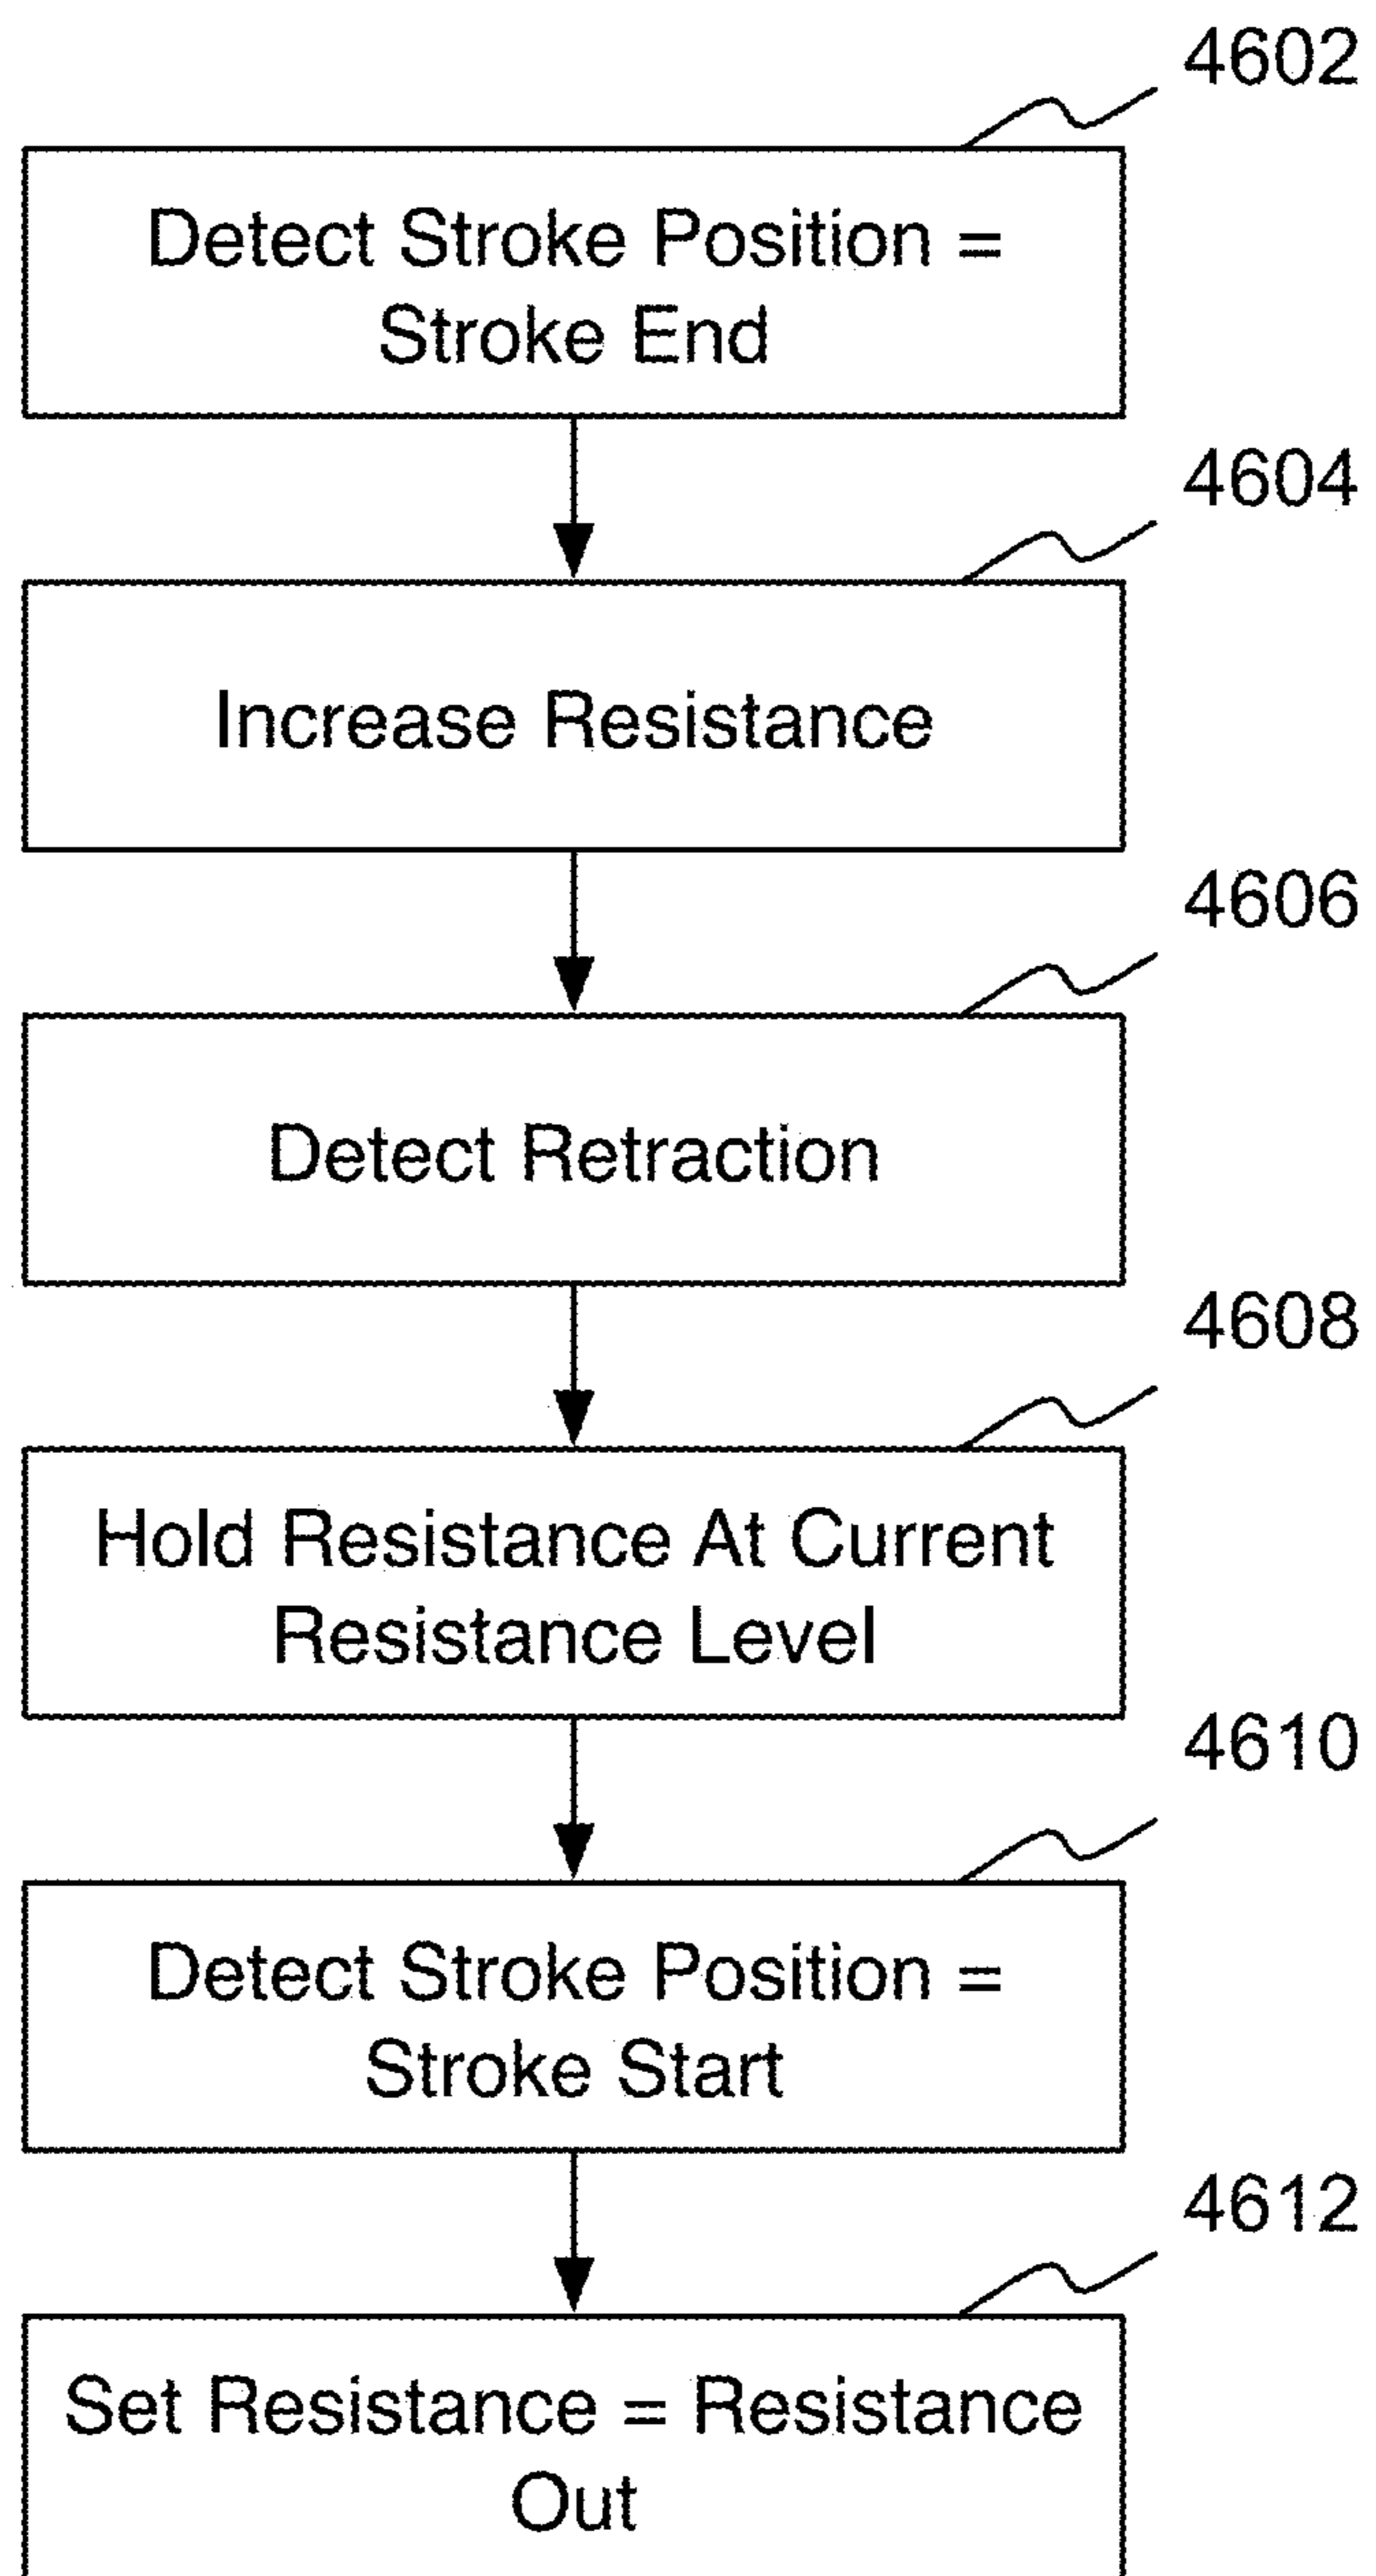 4602
Detect Stroke Position =
Stroke End
4604
Increase Resistance
4606
Detect Retraction
4608
Hold Resistance At Current
Resistance Level
4610
Detect Stroke Position =
Stroke Start
4612
Set Resistance = Resistance
Out